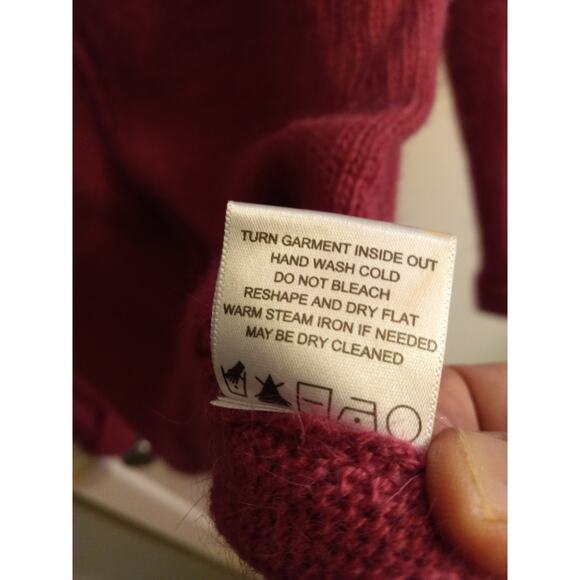 TURN GARMENT INSIDE OUT
HAND WASH COLD
DO NOT BLEACH
RESHAPE AND DRY FLAT
WARM STEAM IRON IF NEEDED
MAY BE DRY CLEANED